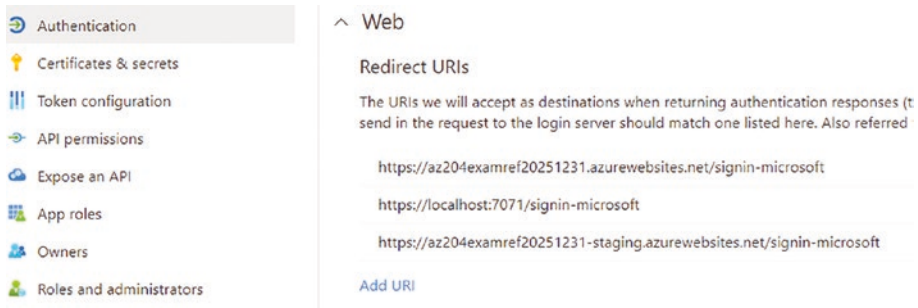 Authentication
Certificates & secrets
Token configuration
API permissions
Expose an API
App roles
Owners
Roles and administrators
Web
Redirect URIs
The URIs we will accept as destinations when returning authentication responses (t
send in the request to the login server should match one listed here. Also referred
https://az204examref20251231.azurewebsites.net/signin-microsoft
https://localhost:7071/signin-microsoft
https://az204examref20251231-staging.azurewebsites.net/signin-microsoft
Add URI